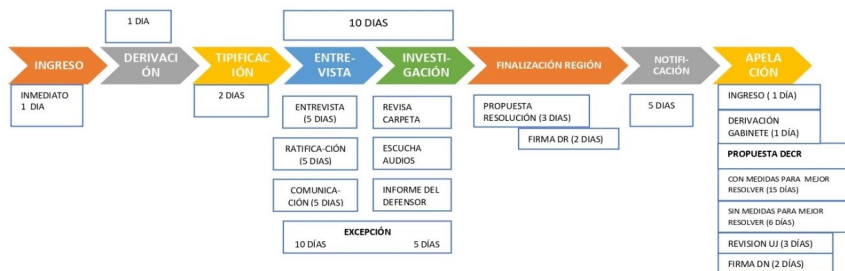 1 DIA
10 DIAS
INGRESO
DERIVACI
ÓN
TIPIFICA
CIÓN
ENTRE-
VISTA
INVESTI-
GACIÓN
FINALIZACIÓN REGIÓN
NOTIFI-
CACIÓN
APELA
CIÓN
INMEDIATO
1 DIA
2 DIAS
ENTREVISTA
(5 DIAS)
RATIFICA-CIÓN
(5 DIAS)
COMUNICA-
CIÓN (5 DIAS)
REVISA
CARPETA
ESCUCHA
AUDIOS
INFORME DEL
DEFENSOR
EXCEPCIÓN
10 DÍAS 5 DÍAS
PROPUESTA
RESOLUCIÓN (3 DIAS)
FIRMA DR (2 DIAS)
5 DIAS
INGRESO ( 1 DÍA)
DERIVACIÓN
GABINETE (1 DÍA)
PROPUESTA DECR
CON MEDIDAS PARA MEJOR
RESOLVER (15 DÍAS)
SIN MEDIDAS PARA MEJOR
RESOLVER (6 DÍAS)
REVISION UJ (3 DÍAS)
FIRMA DN (2 DÍAS)